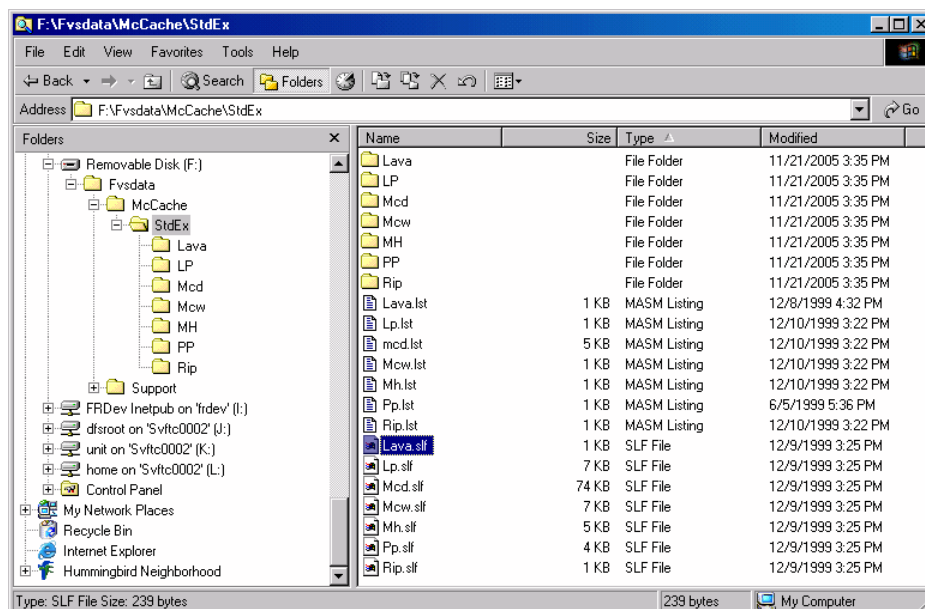 F:\Fvsdata\McCache\StdEx
File Edit View Favorites Tools Help
Back Search Folders
Address F:\Fvsdata\McCache\StdEx Go
Folders
Removable Disk (F:)
Fvsdata
McCache
StdEx
Lava
LP
Mcd
Mcw
MH
PP
Rip
Support
FRDev Inetpub on 'frdev' (I:)
dfsroot on 'Svftc0002' (J:)
unit on 'Svftc0002' (K:)
home on 'Svftc0002' (L:)
Control Panel
My Network Places
Recycle Bin
Internet Explorer
Hummingbird Neighborhood
Name Size Type Modified
Lava File Folder 11/21/2005 3:35 PM
LP File Folder 11/21/2005 3:35 PM
Mcd File Folder 11/21/2005 3:35 PM
Mcw File Folder 11/21/2005 3:35 PM
MH File Folder 11/21/2005 3:35 PM
PP File Folder 11/21/2005 3:35 PM
Rip File Folder 11/21/2005 3:35 PM
Lava.lst 1 KB MASM Listing 12/8/1999 4:32 PM
Lp.lst 1 KB MASM Listing 12/10/1999 3:22 PM
mcd.lst 5 KB MASM Listing 12/10/1999 3:22 PM
Mcw.lst 1 KB MASM Listing 12/10/1999 3:22 PM
Mh.lst 1 KB MASM Listing 12/10/1999 3:22 PM
Pp.lst 1 KB MASM Listing 6/5/1999 5:36 PM
Rip.lst 1 KB MASM Listing 12/10/1999 3:22 PM
Lava.slf 1 KB SLF File 12/9/1999 3:25 PM
Lp.slf 7 KB SLF File 12/9/1999 3:25 PM
Mcd.slf 74 KB SLF File 12/9/1999 3:25 PM
Mcw.slf 7 KB SLF File 12/9/1999 3:25 PM
Mh.slf 5 KB SLF File 12/9/1999 3:25 PM
Pp.slf 4 KB SLF File 12/9/1999 3:25 PM
Rip.slf 1 KB SLF File 12/9/1999 3:25 PM
Type: SLF File Size: 239 bytes 239 bytes My Computer